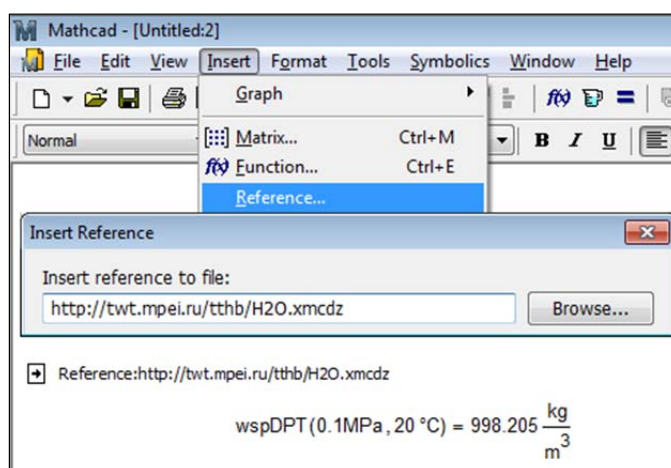 Mathcad - [Untitled:2]
File Edit View Insert Format Tools Symbolics Window Help
Graph
f(x)
Normal
Matrix... Ctrl+M
B I U
f(x) Function... Ctrl+E
Reference...
Insert Reference
Insert reference to file:
http://twt.mpei.ru/tthb/H2O.xmcdz Browse...
Reference:http://twt.mpei.ru/tthb/H2O.xmcdz
wspDPT(0.1MPa, 20 °C) = 998.205 kg/m³